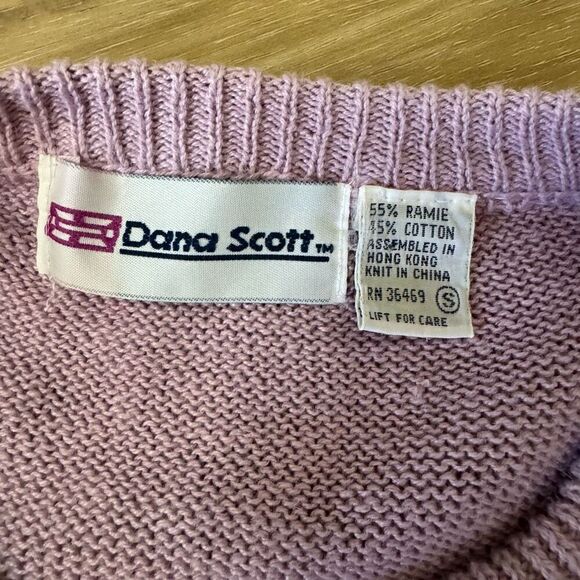 Dana Scott™
55% RAMIE
45% COTTON
ASSEMBLED IN
HONG KONG
KNIT IN CHINA
RN 36469 S
LIFT FOR CARE